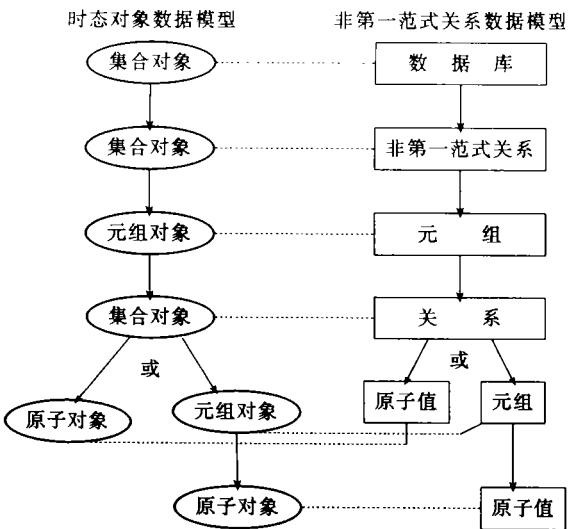 时态对象数据模型 非第一范式关系数据模型
集合对象 数据库
集合对象 非第一范式关系
元组对象 元组
集合对象 关系
或 或
原子对象 元组对象 原子值 元组
原子对象 原子值